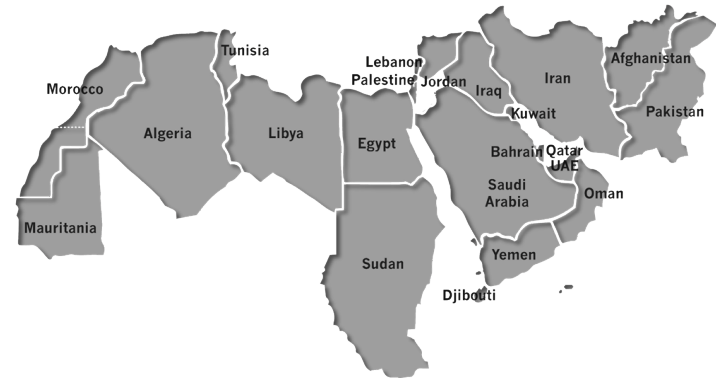 Tunisia
Lebanon
Palestine
Jordan
Morocco
Algeria
Libya
Egypt
Iraq
Iran
Afghanistan
Pakistan
Kuwait
Bahrain
Qatar
UAE
Saudi
Arabia
Oman
Mauritania
Sudan
Yemen
Djibouti